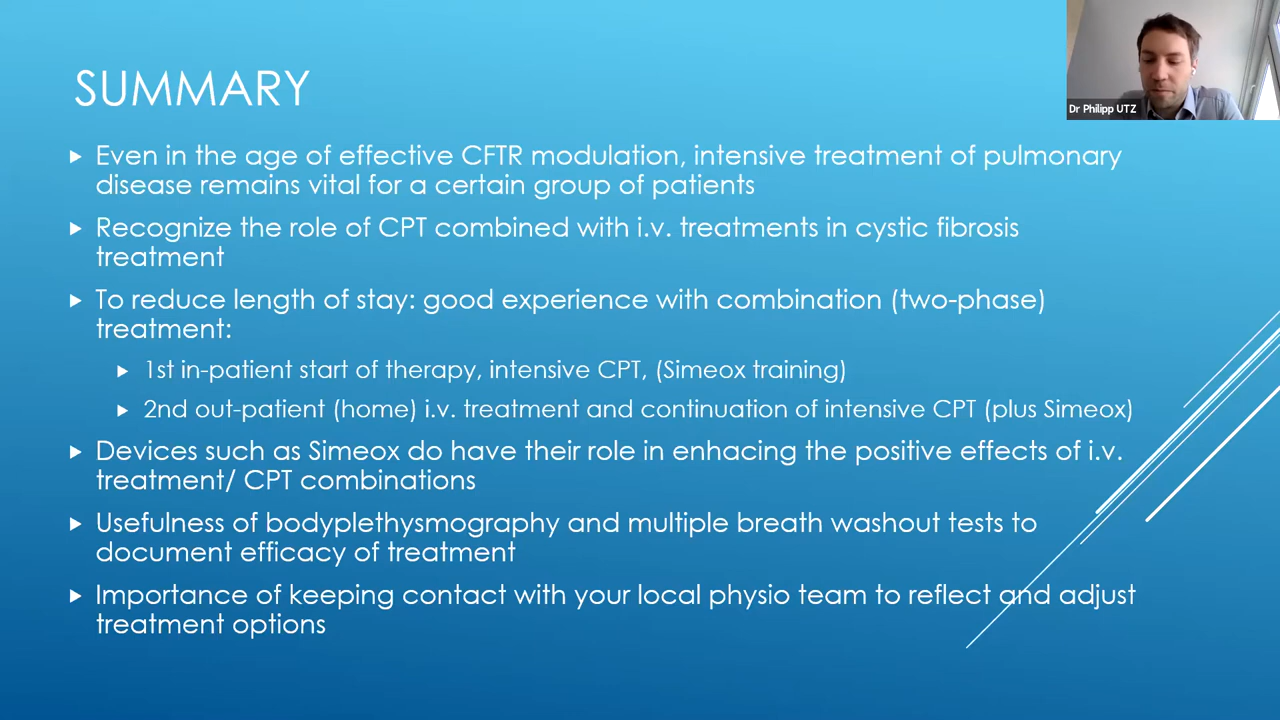 SUMMARY
Dr Philipp UTZ
Even in the age of effective CFTR modulation, intensive treatment of pulmonary
disease remains vital for a certain group of patients
Recognize the role of CPT combined with i.v. treatments in cystic fibrosis
treatment
To reduce length of stay: good experience with combination (two-phase)
treatment:
1st in-patient start of therapy, intensive CPT, (Simeox training)
2nd out-patient (home) i.v. treatment and continuation of intensive CPT (plus Simeox)
Devices such as Simeox do have their role in enhacing the positive effects of i.v.
treatment/ CPT combinations
Usefulness of bodyplethysmography and multiple breath washout tests to
document efficacy of treatment
Importance of keeping contact with your local physio team to reflect and adjust
treatment options